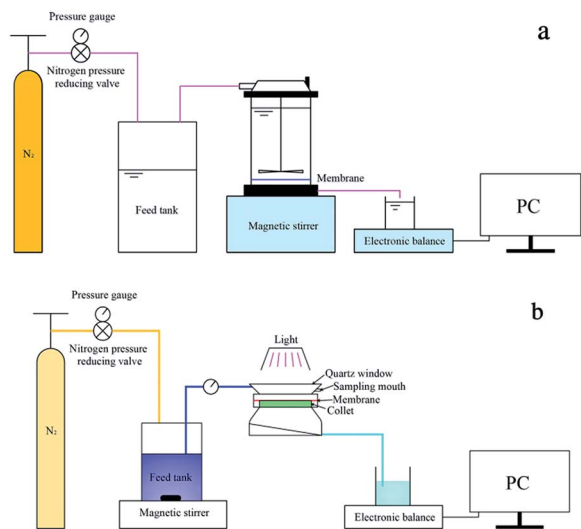 Pressure gauge
a
Nitrogen pressure
reducing valve
N₂
Feed tank
Membrane
Magnetic stirrer
Electronic balance
PC
b
Pressure gauge
Nitrogen pressure
reducing valve
Light
Quartz window
Sampling mouth
Membrane
Collet
N₂
Feed tank
Magnetic stirrer
Electronic balance
PC